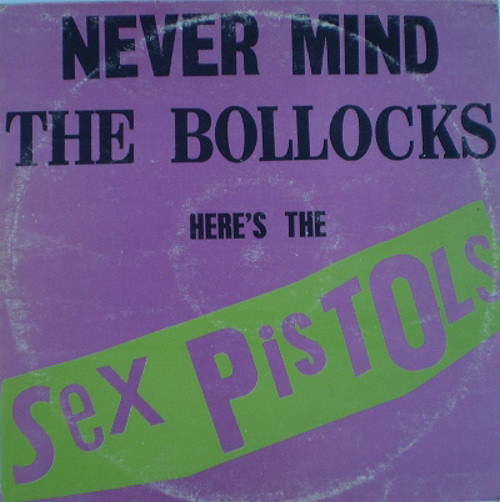 NEVER MIND
THE BOLLOCKS
HERE'S THE
Sex PisTOLS